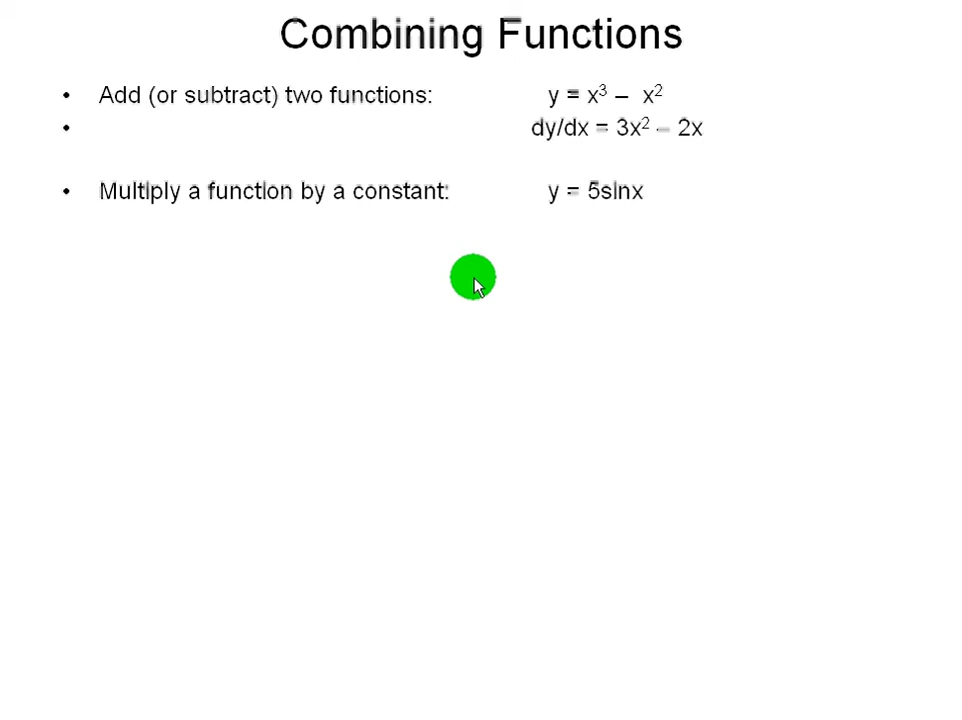 Combining Functions
• Add (or subtract) two functions: y = x³ – x²
• dy/dx = 3x² – 2x
• Multiply a function by a constant: y = 5sinx